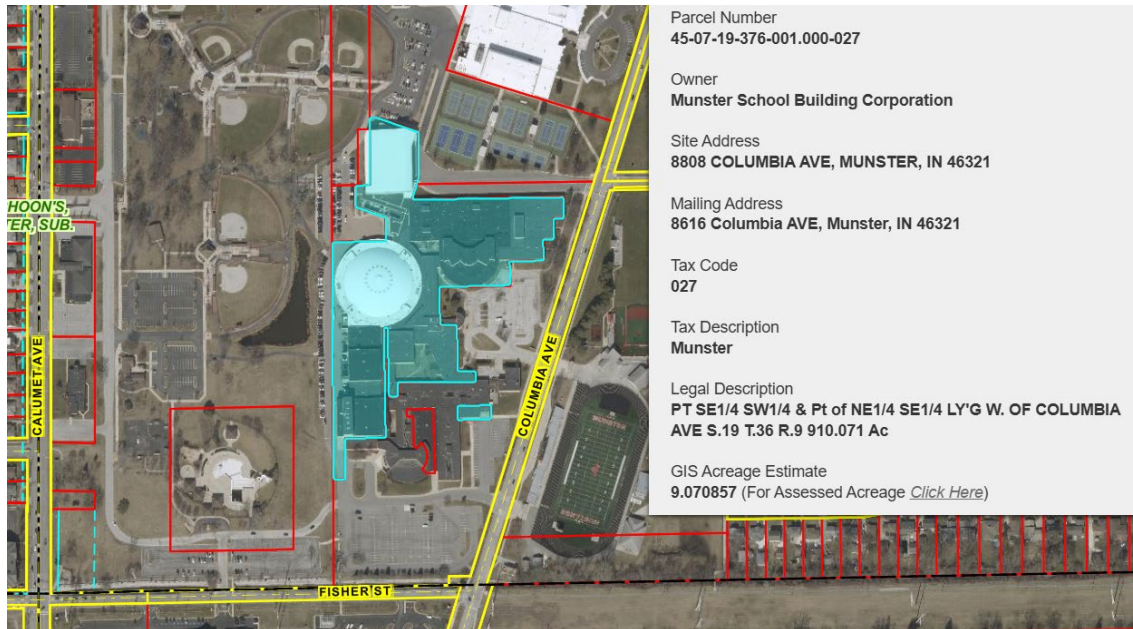 HOON'S,
TER, SUB.
CALUMET AVE
COLUMBIA AVE
FISHER ST
MUNSTER
Parcel Number
45-07-19-376-001.000-027
Owner
Munster School Building Corporation
Site Address
8808 COLUMBIA AVE, MUNSTER, IN 46321
Mailing Address
8616 Columbia AVE, Munster, IN 46321
Tax Code
027
Tax Description
Munster
Legal Description
PT SE1/4 SW1/4 & Pt of NE1/4 SE1/4 LY'G W. OF COLUMBIA
AVE S.19 T.36 R.9 910.071 Ac
GIS Acreage Estimate
9.070857 (For Assessed Acreage Click Here)